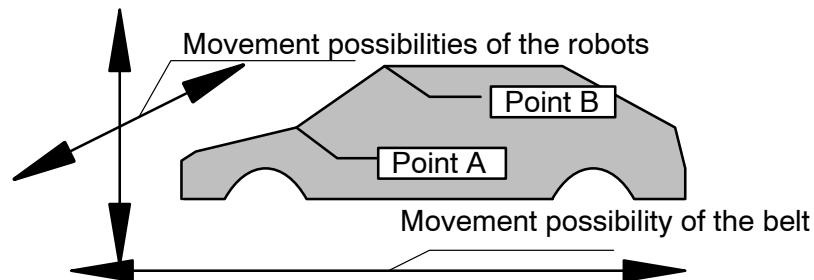 Movement possibilities of the robots
Point B
Point A
Movement possibility of the belt